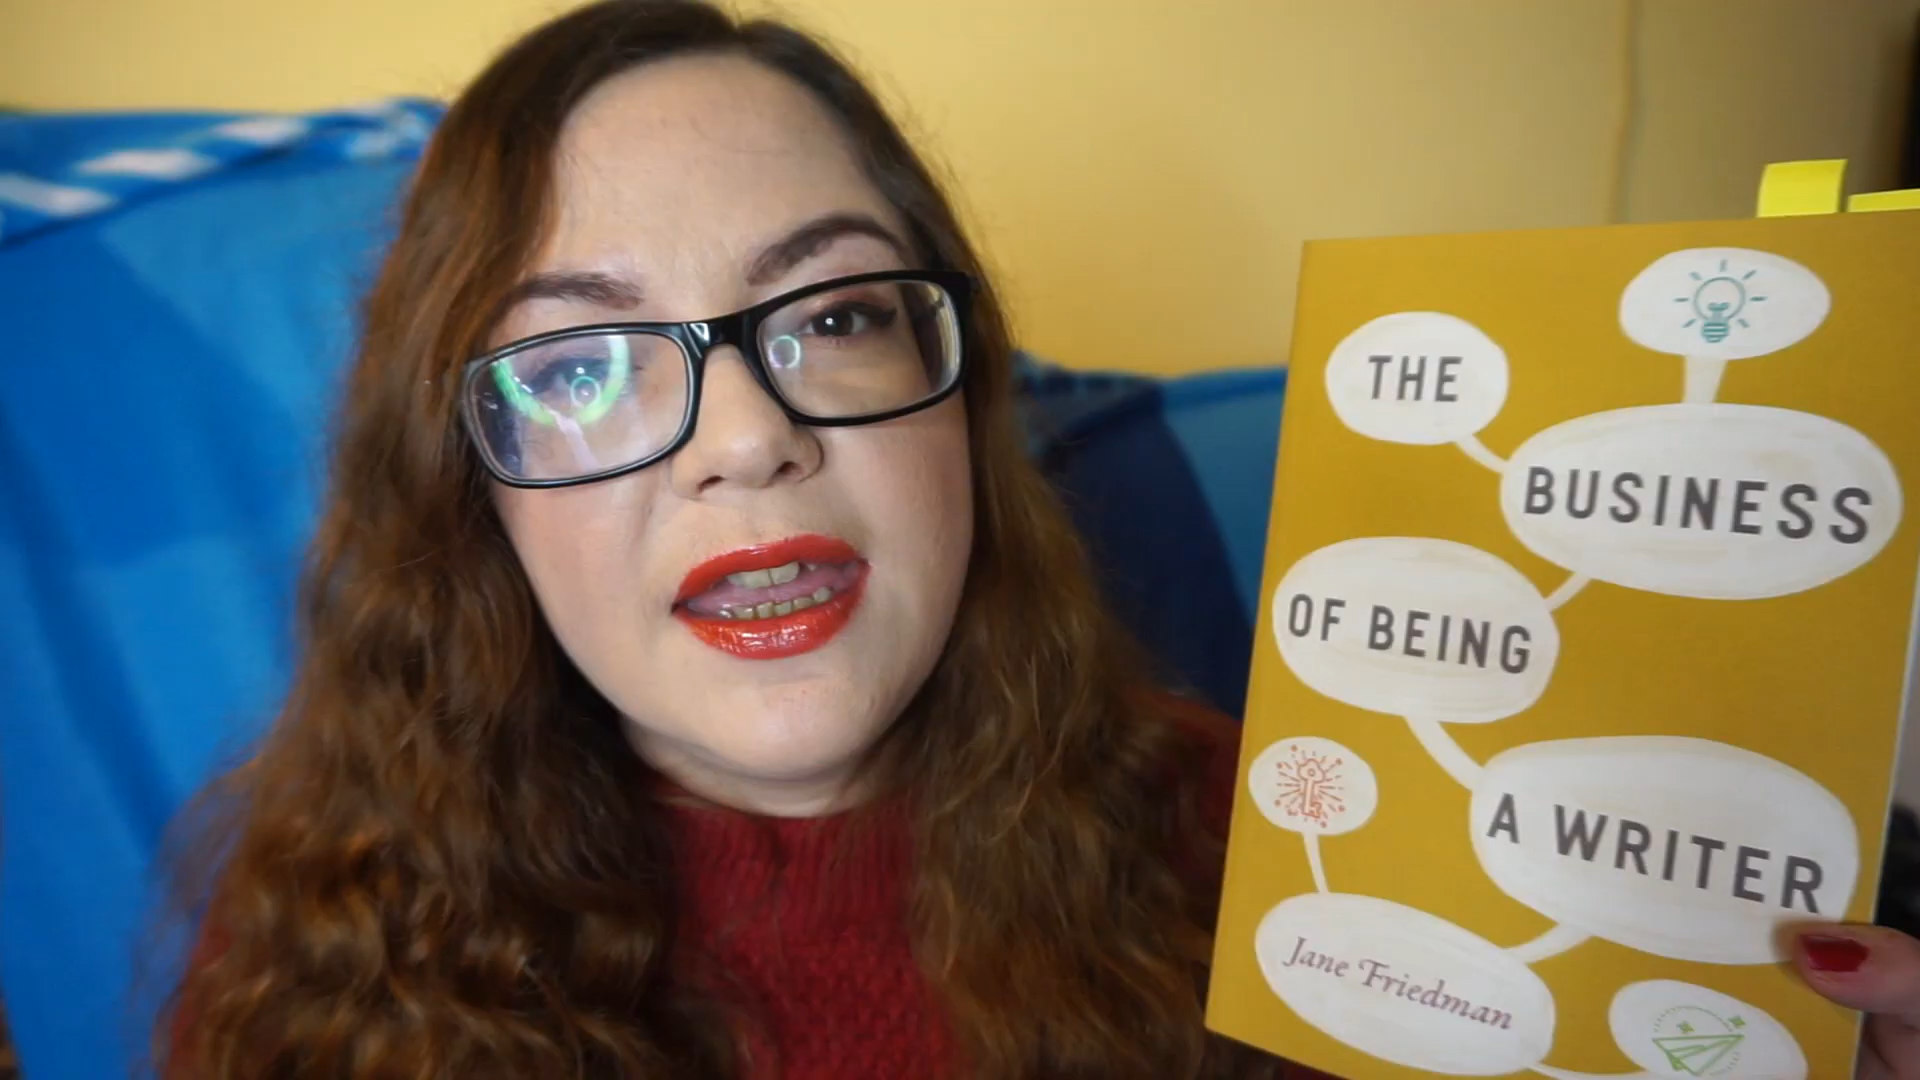 THE
BUSINESS
OF BEING
A WRITER
Jane Friedman